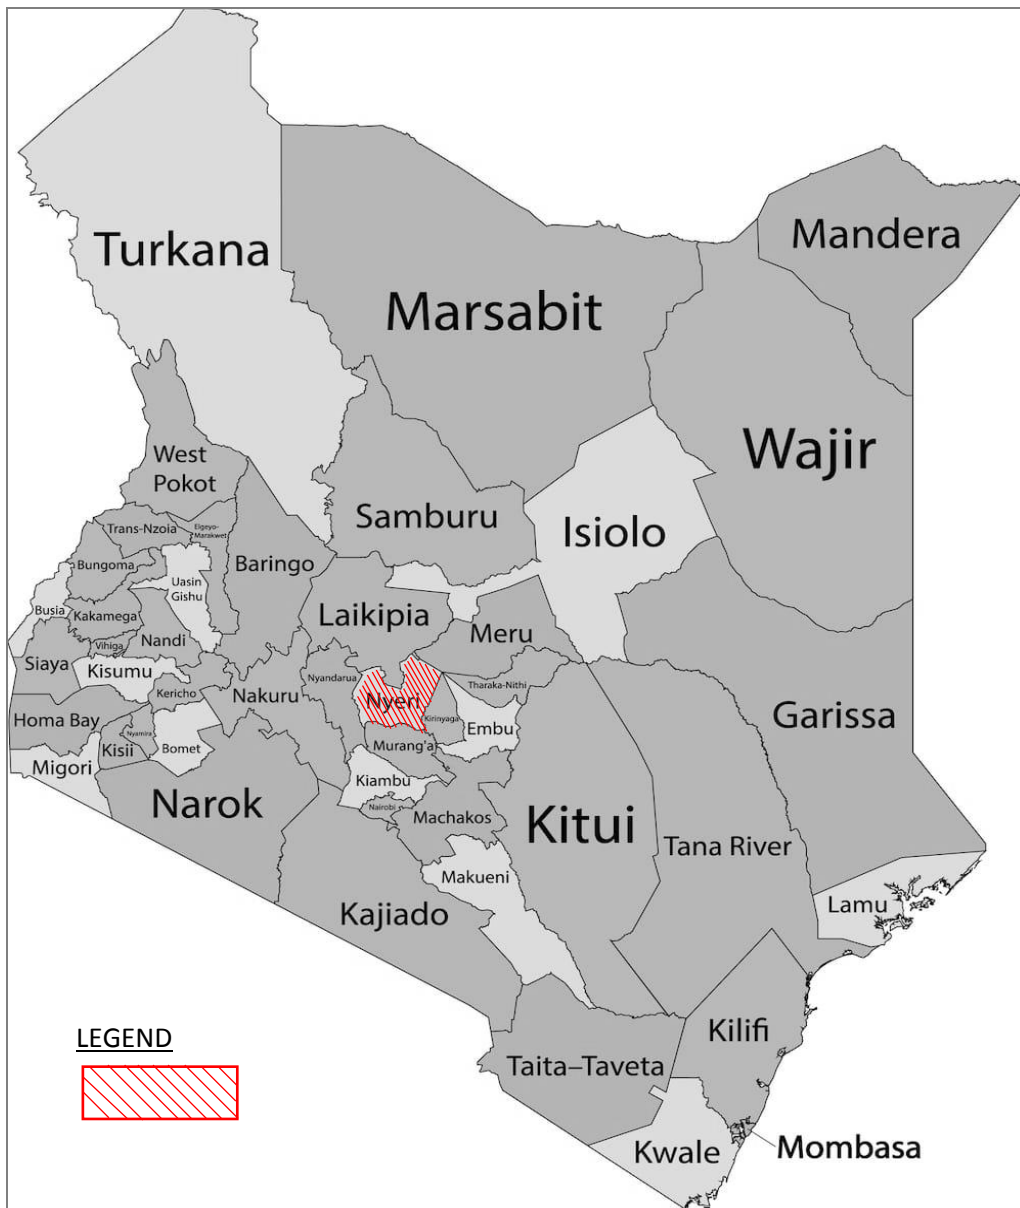 Turkana
Mandera
Marsabit
Wajir
West
Pokot
Samburu
Isiolo
Trans-Nzoia
Elgeyo-
Marakwet
Bungoma
Baringo
Uasin
Gishu
Busia
Kakamega
Laikipia
Meru
Nandi
Vihiga
Siaya
Kisumu
Nyandarua
Tharaka-Nithi
Kericho
Nakuru
Nyeri
Garissa
Homa Bay
Kirinyaga
Embu
Nyamira
Kisii
Bomet
Murang'a
Migori
Kiambu
Narok
Nairobi
Machakos
Kitui
Tana River
Makueni
Lamu
Kajiado
Kilifi
LEGEND
Taita–Taveta
Kwale
Mombasa